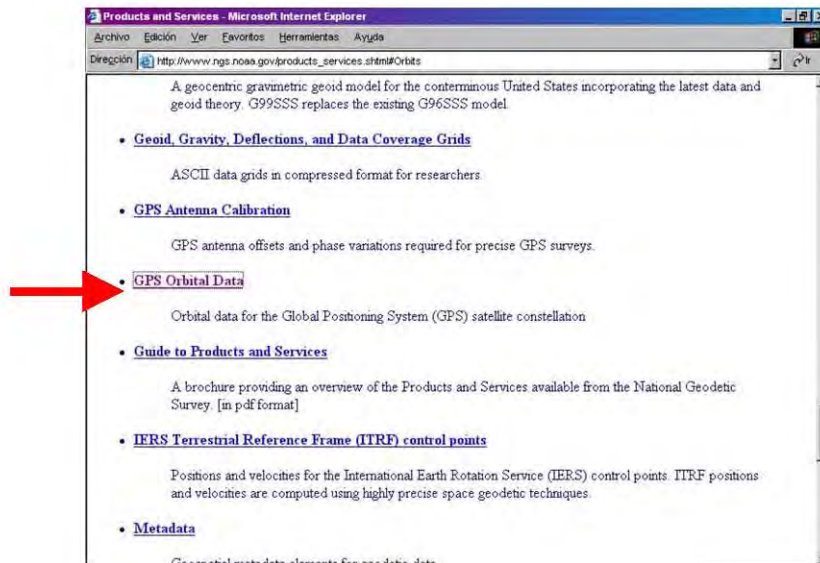 Products and Services - Microsoft Internet Explorer
Archivo Edición Ver Favoritos Herramientas Ayuda
Dirección http://www.ngs.noaa.gov/products_services.shtml#Orbits Ir
A geocentric gravimetric geoid model for the conterminous United States incorporating the latest data and
geoid theory. G99SSS replaces the existing G96SSS model.
• Geoid, Gravity, Deflections, and Data Coverage Grids
ASCII data grids in compressed format for researchers.
• GPS Antenna Calibration
GPS antenna offsets and phase variations required for precise GPS surveys.
• GPS Orbital Data
Orbital data for the Global Positioning System (GPS) satellite constellation
• Guide to Products and Services
A brochure providing an overview of the Products and Services available from the National Geodetic
Survey. [in pdf format]
• IERS Terrestrial Reference Frame (ITRF) control points
Positions and velocities for the International Earth Rotation Service (IERS) control points. ITRF positions
and velocities are computed using highly precise space geodetic techniques.
• Metadata
Geospatial metadata elements for geodetic data